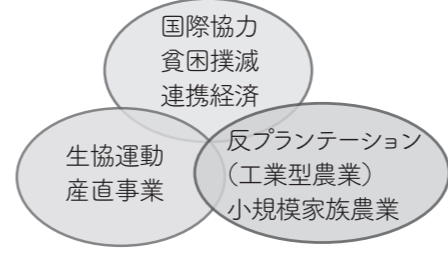 国際協力
貧困撲滅
連携経済
生協運動
産直事業
反プランテーション
(工業型農業)
小規模家族農業